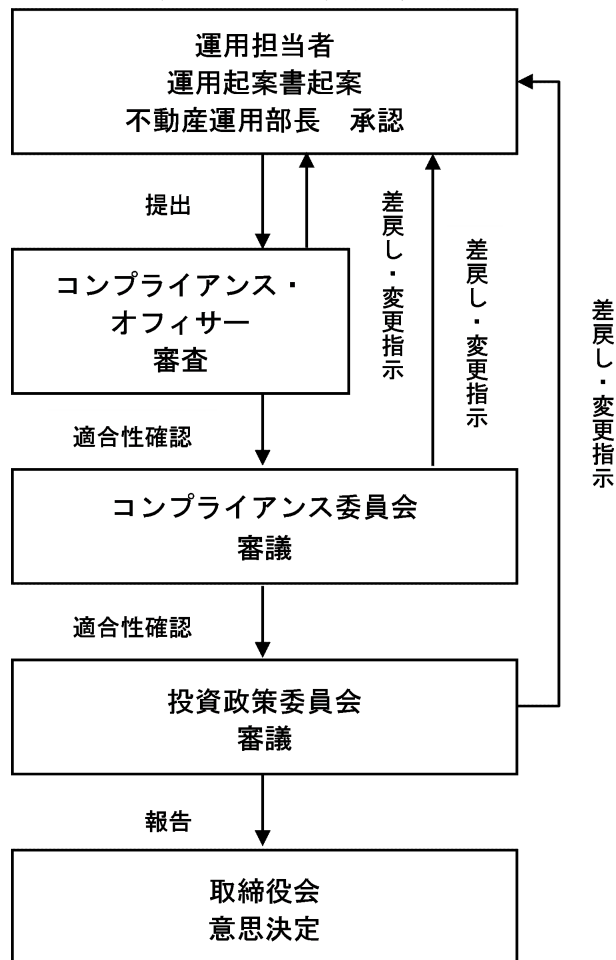 運用担当者
運用起案書起案
不動産運用部長　承認
提出
差戻し・変更指示
差戻し・変更指示
差戻し・変更指示
コンプライアンス・
オフィサー
審査
適合性確認
コンプライアンス委員会
審議
適合性確認
投資政策委員会
審議
報告
取締役会
意思決定